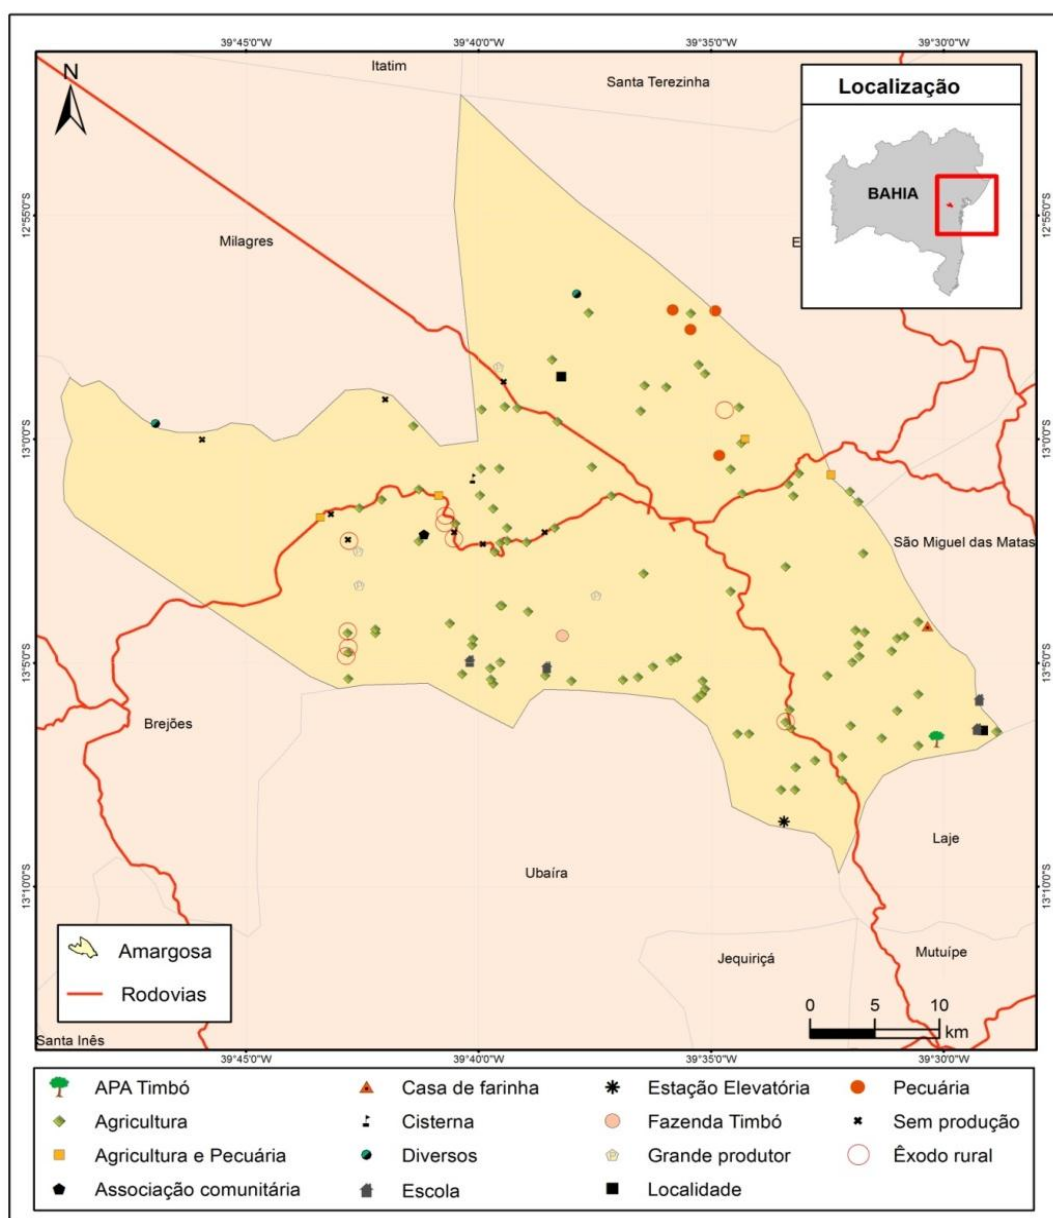 39°45'0"W 39°40'0"W 39°35'0"W 39°30'0"W
N
Itatim
Santa Terezinha
Localização
BAHIA
12°55'0"S 12°55'0"S
Milagres
E
13°0'0"S 13°0'0"S
São Miguel das Matas
13°5'0"S 13°5'0"S
Brejões
Laje
Ubaíra
13°10'0"S 13°10'0"S
Amargosa
Rodovias
Jequiriçá
Mutuípe
0 5 10
km
Santa Inês
39°45'0"W 39°40'0"W 39°35'0"W 39°30'0"W
APA Timbó Casa de farinha Estação Elevatória Pecuária
Agricultura Cisterna Fazenda Timbó Sem produção
Agricultura e Pecuária Diversos Grande produtor Êxodo rural
Associação comunitária Escola Localidade